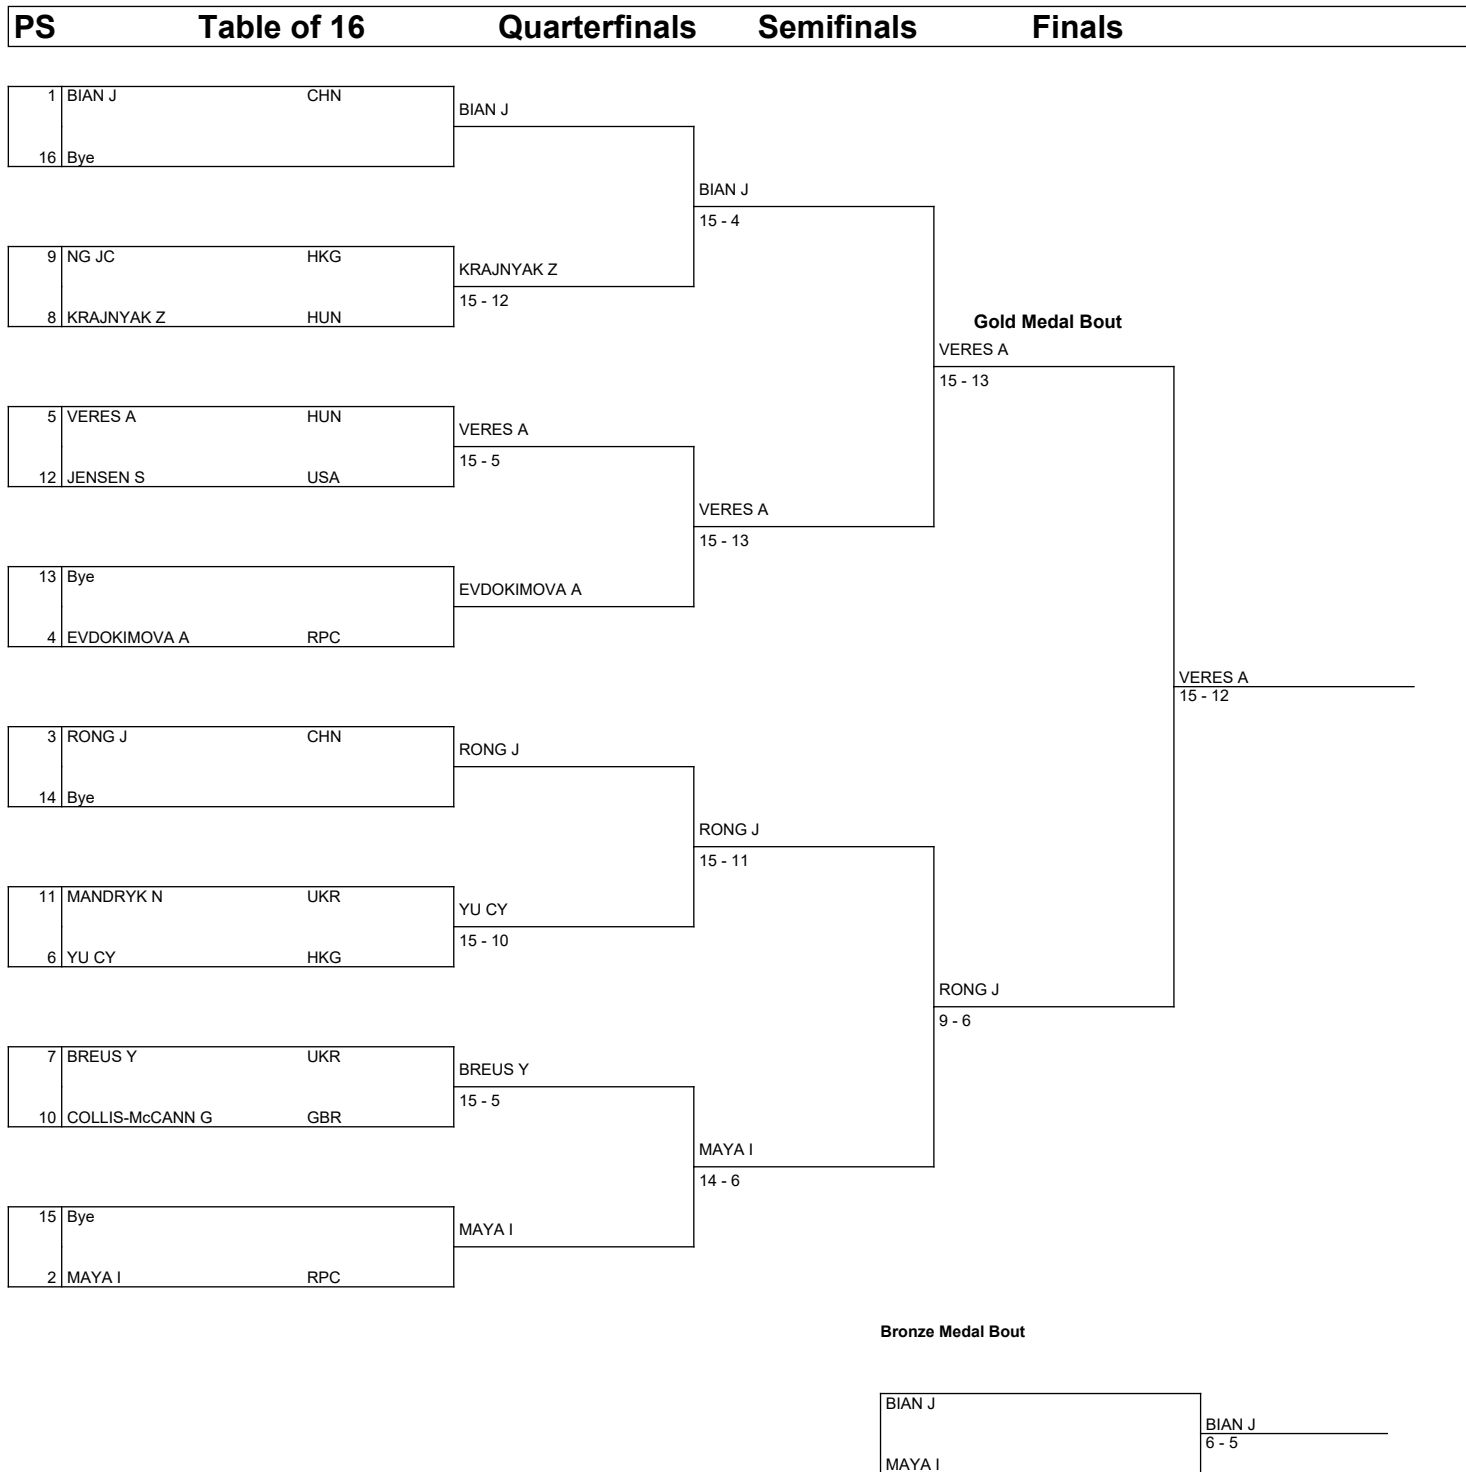 PS Table of 16 Quarterfinals Semifinals Finals
1 BIAN J CHN
BIAN J
16 Bye
BIAN J
15 - 4
9 NG JC HKG
KRAJNYAK Z
15 - 12
8 KRAJNYAK Z HUN
Gold Medal Bout
VERES A
15 - 13
5 VERES A HUN
VERES A
15 - 5
12 JENSEN S USA
VERES A
15 - 13
13 Bye
EVDOKIMOVA A
4 EVDOKIMOVA A RPC
VERES A
15 - 12
3 RONG J CHN
RONG J
14 Bye
RONG J
15 - 11
11 MANDRYK N UKR
YU CY
15 - 10
6 YU CY HKG
RONG J
9 - 6
7 BREUS Y UKR
BREUS Y
15 - 5
10 COLLIS-McCANN G GBR
MAYA I
14 - 6
15 Bye
MAYA I
2 MAYA I RPC
Bronze Medal Bout
BIAN J
BIAN J
6 - 5
MAYA I